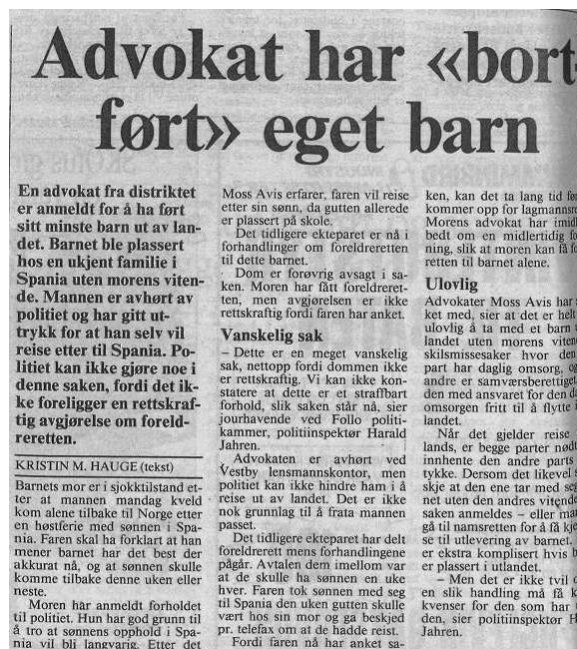 Advokat har «bort-
ført» eget barn
En advokat fra distriktet
er anmeldt for å ha ført
sitt minste barn ut av lan-
det. Barnet ble plassert
hos en ukjent familie i
Spania uten morens viten-
de. Mannen er avhørt av
politiet og har gitt ut-
trykk for at han selv vil
reise etter til Spania. Po-
litiet kan ikke gjøre noe i
denne saken, fordi det ik-
ke foreligger en rettskraf-
tig avgjørelse om foreld-
reretten.
KRISTIN M. HAUGE (tekst)
Barnets mor er i sjokktilstand et-
ter at mannen mandag kveld
kom alene tilbake til Norge etter
en høstferie med sønnen i Spa-
nia. Faren skal ha forklart at han
mener barnet har det best der
akkurat nå, og at sønnen skulle
komme tilbake denne uken eller
neste.
Moren har anmeldt forholdet
til politiet. Hun har god grunn til
å tro at sønnens opphold i Spa-
nia vil bli langvarig. Etter det
Moss Avis erfarer, faren vil reise
etter sin sønn, da gutten allerede
er plassert på skole.
Det tidligere ekteparet er nå i
forhandlinger om foreldreretten
til dette barnet.
Dom er forøvrig avsagt i sa-
ken. Moren har fått foreldreret-
ten, men avgjørelsen er ikke
rettskraftig fordi faren har anket.
Vanskelig sak
– Dette er en meget vanskelig
sak, nettopp fordi dommen ikke
er rettskraftig. Vi kan ikke kon-
statere at dette er et straffbart
forhold, slik saken står nå, sier
jourhavende ved Follo politi-
kammer, politiinspektør Harald
Jahren.
Advokaten er avhørt ved
Vestby lensmannskontor, men
politiet kan ikke hindre ham i å
reise ut av landet. Det er ikke
nok grunnlag til å frata mannen
passet.
Det tidligere ekteparet har delt
foreldrerett mens forhandlingene
pågår. Avtalen dem imellom var
at de skulle ha sønnen en uke
hver. Faren tok sønnen med seg
til Spania den uken gutten skulle
vært hos sin mor og ga beskjed
pr. telefax om at de hadde reist.
Fordi faren nå har anket sa-
ken, kan det ta lang tid før
kommer opp for lagmannsr
Morens advokat har imidl
bedt om en midlertidig f
ning, slik at moren kan få f
retten til barnet alene.
Ulovlig
Advokater Moss Avis har
ket med, sier at det er helt
ulovlig å ta med et barn
landet uten morens viten
skilsmissesaker hvor den
part har daglig omsorg, og
andre er samværsberettiget
den med ansvaret for den d
omsorgen fritt til å flytte i
landet.
Når det gjelder reise
lands, er begge parter nødt
innhente den andre parts
tykke. Dersom det likevel s
skje at den ene tar med seg
net uten den andres vitende
saken anmeldes – eller ma
gå til namsretten for å få kje
se til utlevering av barnet.
er ekstra komplisert hvis b
er plassert i utlandet.
– Men det er ikke tvil o
en slik handling må få k
kvenser for den som har
den, sier politiinspektør H
Jahren.